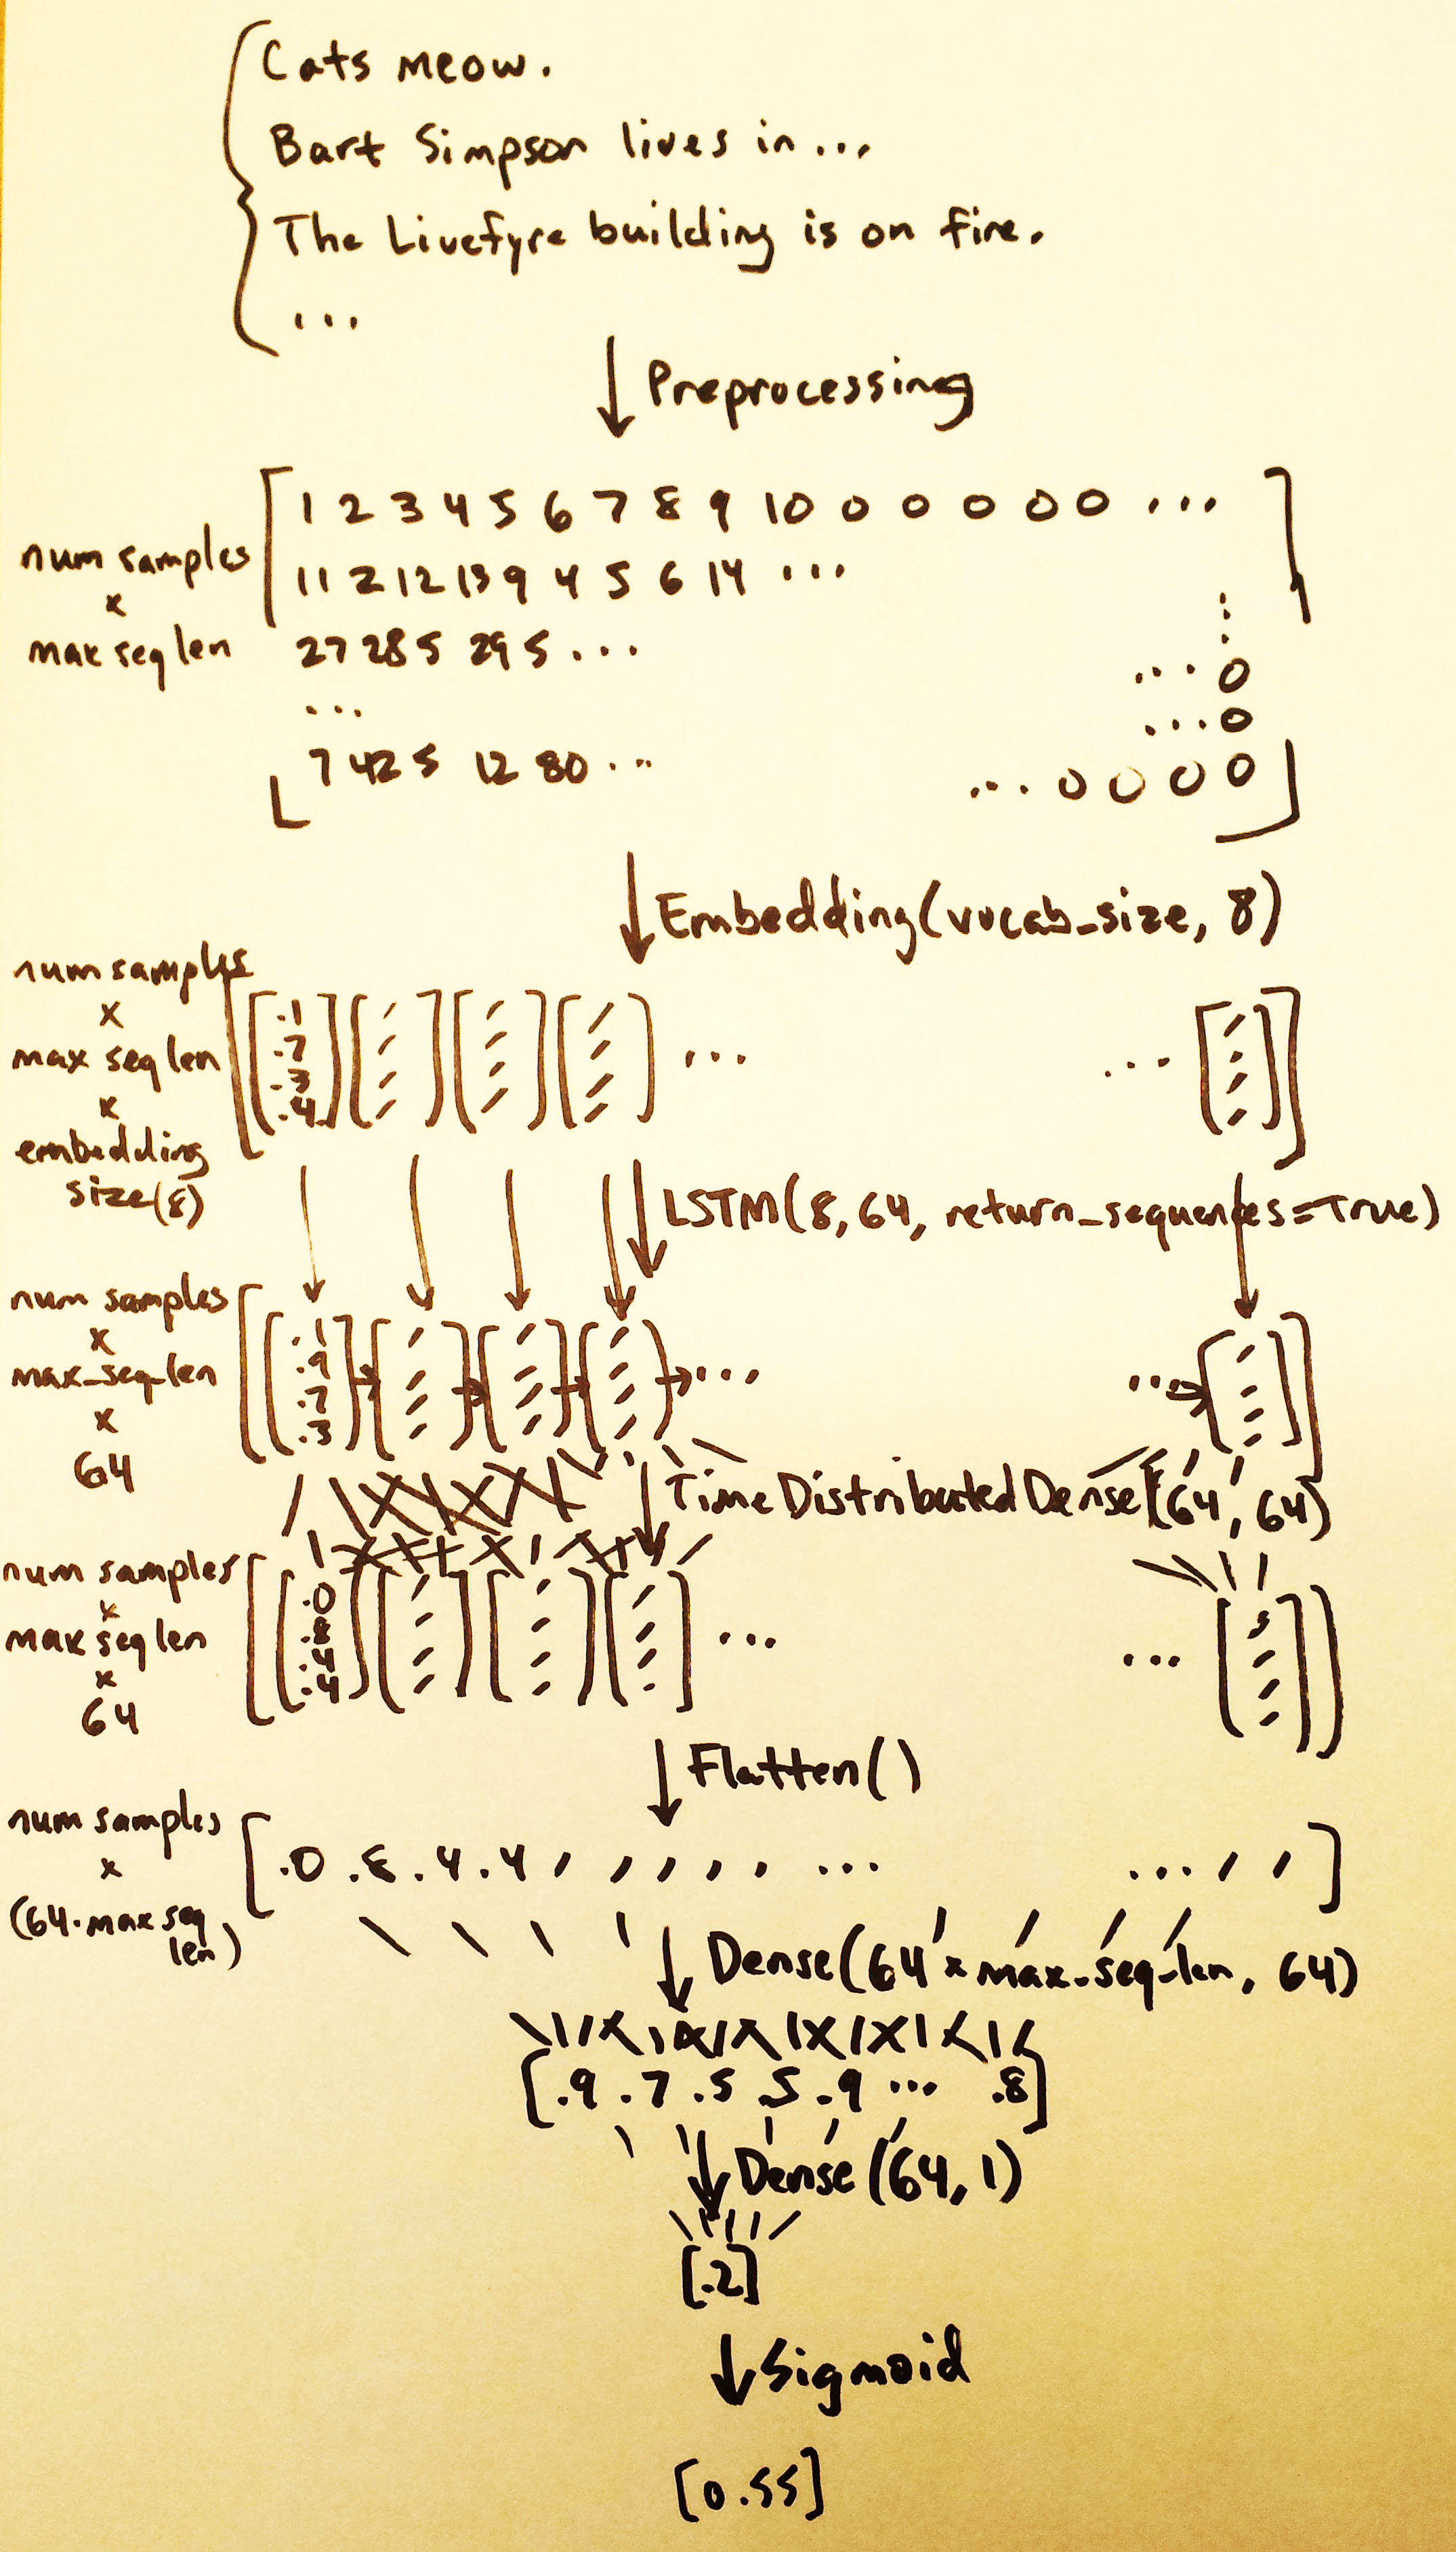 Cats meow.
Bart Simpson lives in ...
The Livefyre building is on fire.
...
Preprocessing
num samples
x
max seq len
1 2 3 4 5 6 7 8 9 10 0 0 0 0 0 ...
11 2 12 13 9 4 5 6 14 ...
27 28 5 29 5 ...
... 0
...
... 0
7 42 5 12 80 ...
... 0 0 0 0
Embedding(vocab_size, 8)
num samples
x
max seq len
x
embedding
size(8)
.1
.7
.3
.4
... ...
LSTM(8, 64, return_sequences=True)
num samples
x
max_seq_len
x
64
.1
.9
.7
.3
... ...
TimeDistributedDense(64, 64)
num samples
x
max seq len
x
64
.0
.8
.4
.4
... ...
Flatten()
num samples
x
(64·max seq
len)
[.0 .8 .4 .4 , , , , , ... ... , , ]
Dense(64 x max_seq_len, 64)
[.9 .7 .5 .5 .9 ... .8]
Dense(64, 1)
[.2]
Sigmoid
[0.55]